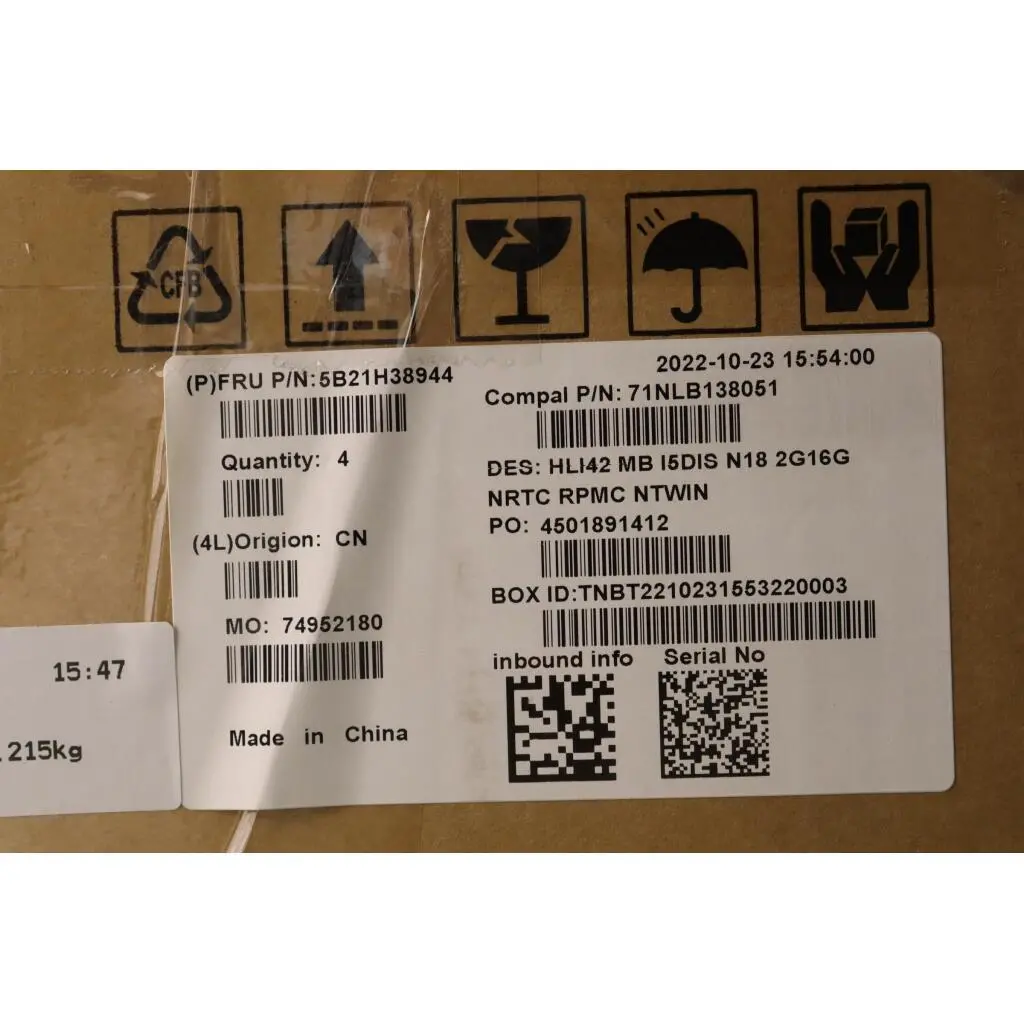 CFB
(P)FRU P/N:5B21H38944
2022-10-23 15:54:00
Compal P/N: 71NLB138051
Quantity: 4
DES: HLI42 MB I5DIS N18 2G16G
NRTC RPMC NTWIN
(4L)Origion: CN
PO: 4501891412
BOX ID:TNBT2210231553220003
MO: 74952180
inbound info
Serial No
Made in China
15:47
.215kg